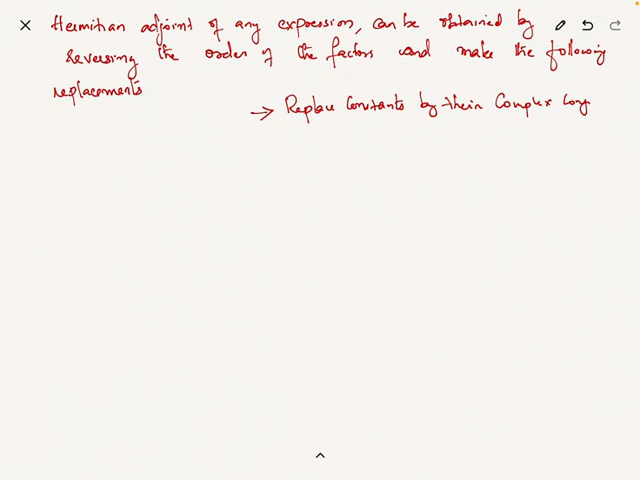 Hermitian adjoint of any expression, can be obtained by
reversing the order of the factors and make the following
replacements
→ Replace Constants by their Complex Conj